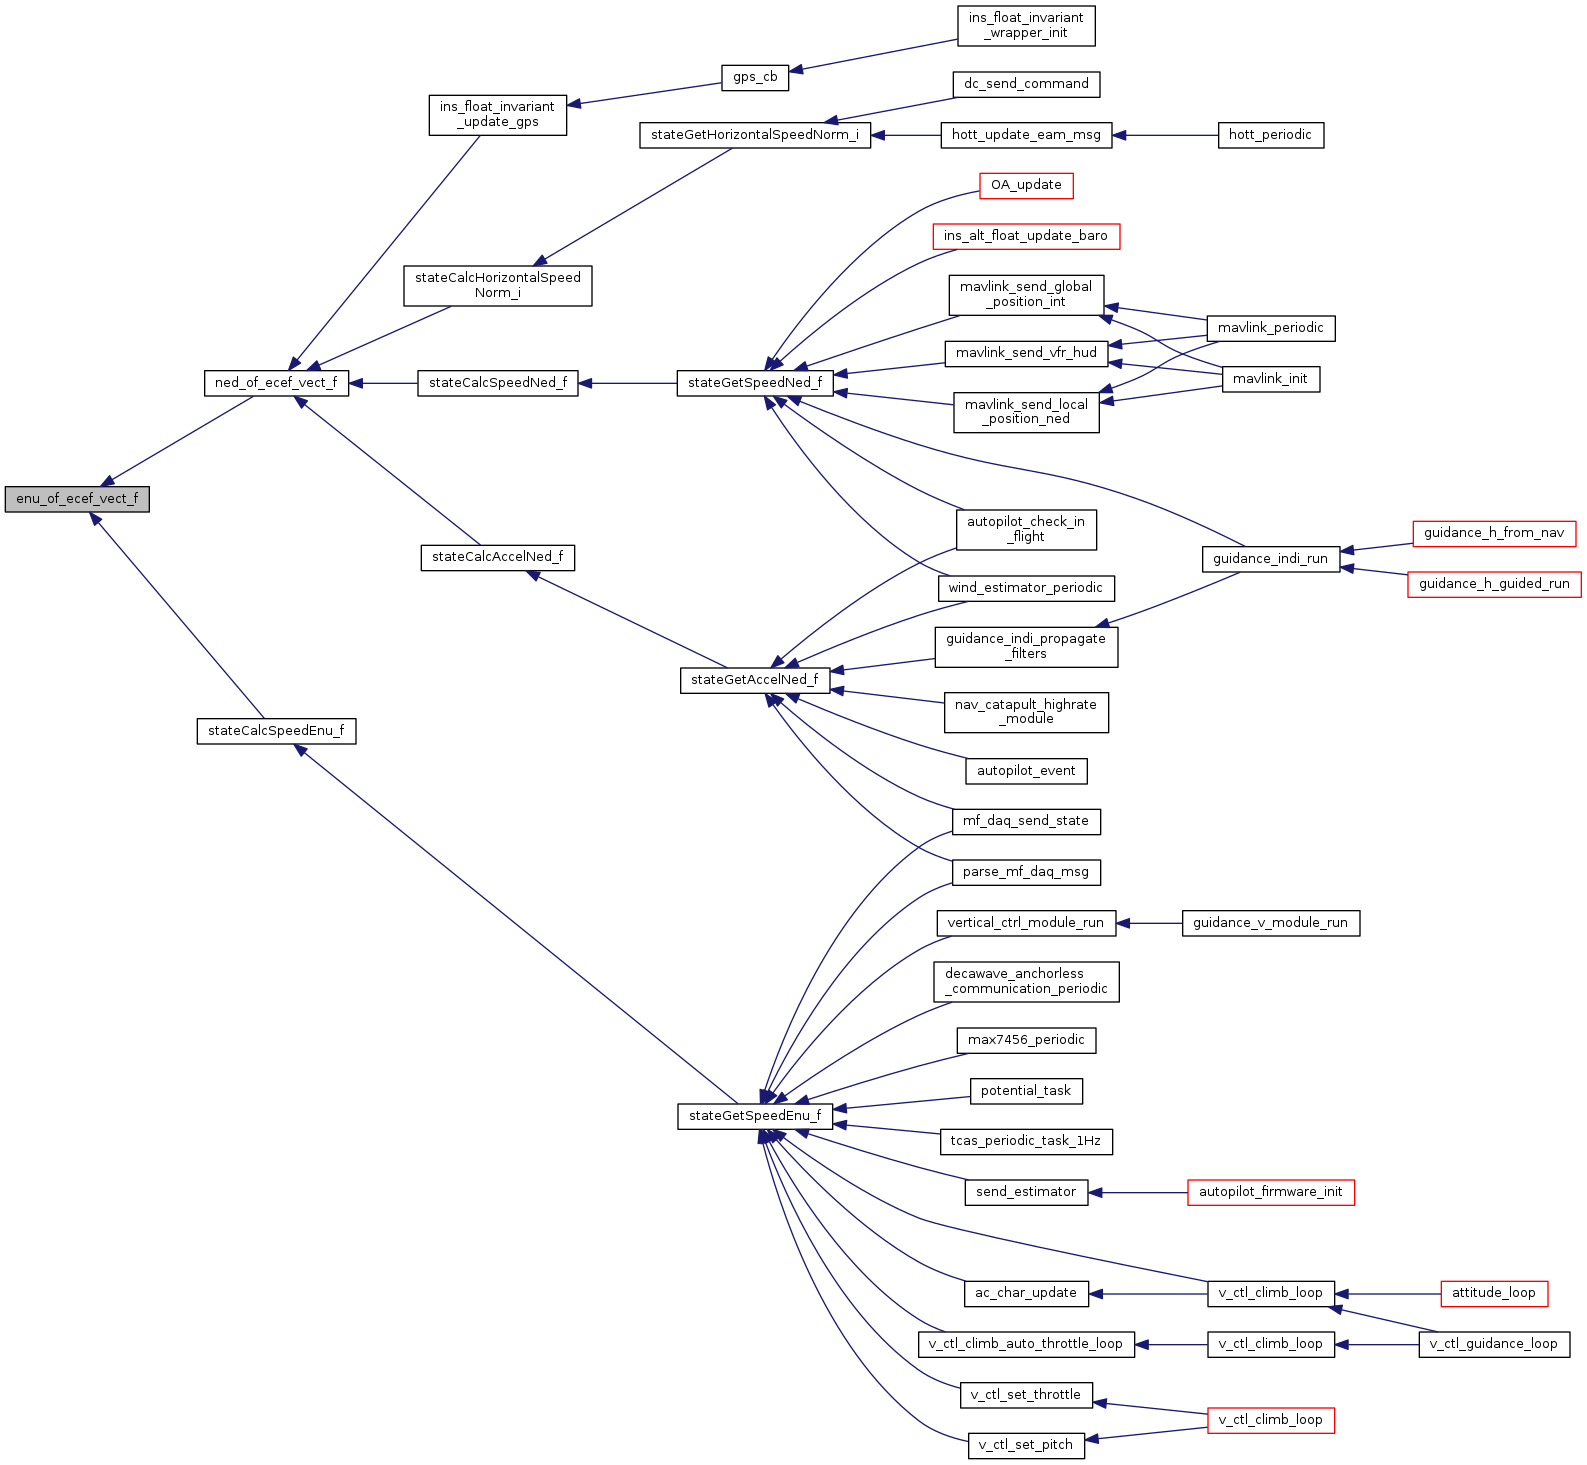 ins_float_invariant
_wrapper_init
gps_cb
dc_send_command
ins_float_invariant
_update_gps
stateGetHorizontalSpeedNorm_i
hott_update_eam_msg
hott_periodic
OA_update
ins_alt_float_update_baro
stateCalcHorizontalSpeed
Norm_i
mavlink_send_global
_position_int
mavlink_periodic
mavlink_send_vfr_hud
ned_of_ecef_vect_f
stateCalcSpeedNed_f
stateGetSpeedNed_f
mavlink_init
mavlink_send_local
_position_ned
enu_of_ecef_vect_f
autopilot_check_in
_flight
guidance_h_from_nav
stateCalcAccelNed_f
guidance_indi_run
wind_estimator_periodic
guidance_h_guided_run
guidance_indi_propagate
_filters
stateGetAccelNed_f
nav_catapult_highrate
_module
stateCalcSpeedEnu_f
autopilot_event
mf_daq_send_state
parse_mf_daq_msg
vertical_ctrl_module_run
guidance_v_module_run
decawave_anchorless
_communication_periodic
max7456_periodic
potential_task
stateGetSpeedEnu_f
tcas_periodic_task_1Hz
send_estimator
autopilot_firmware_init
ac_char_update
v_ctl_climb_loop
attitude_loop
v_ctl_climb_auto_throttle_loop
v_ctl_climb_loop
v_ctl_guidance_loop
v_ctl_set_throttle
v_ctl_climb_loop
v_ctl_set_pitch